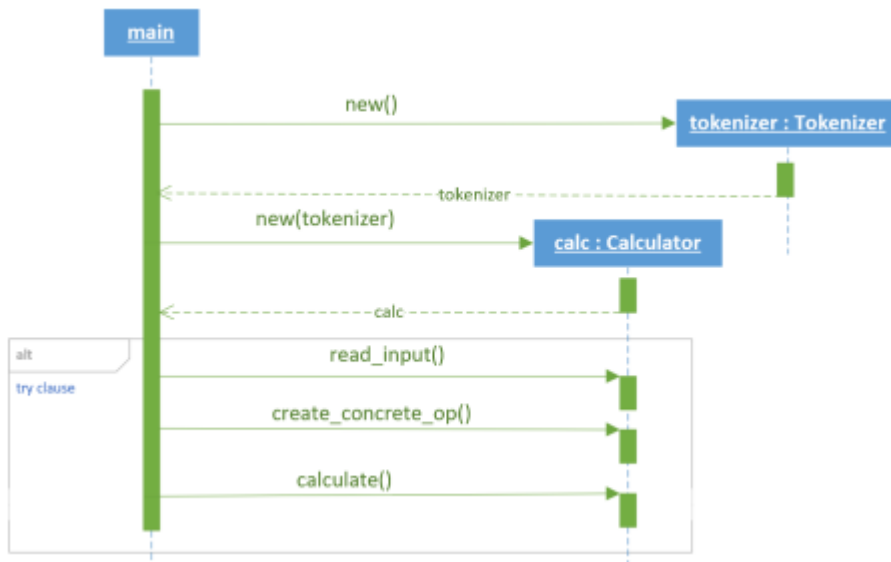 main
new()
tokenizer : Tokenizer
tokenizer
new(tokenizer)
calc : Calculator
calc
alt
read_input()
try clause
create_concrete_op()
calculate()